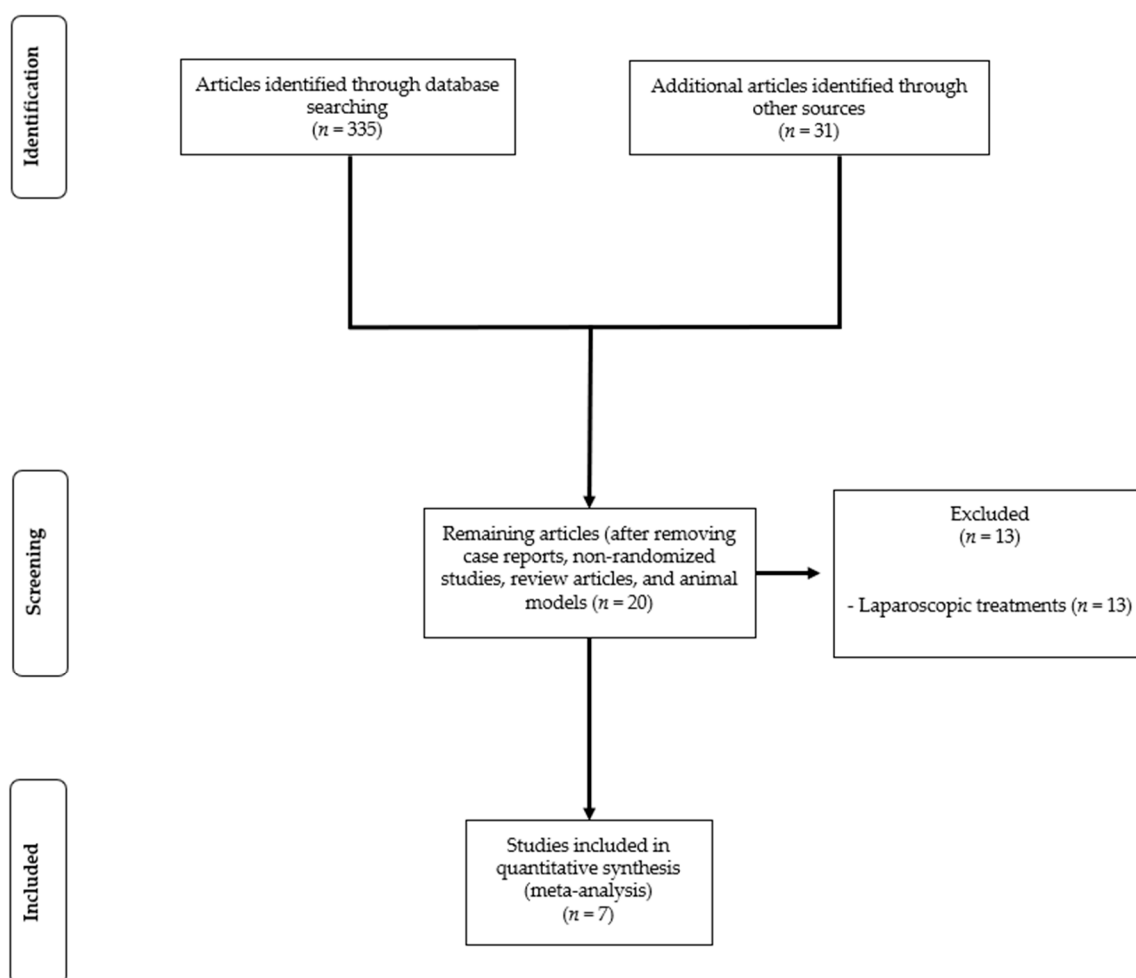 Identification
Articles identified through database
searching
(n = 335)
Additional articles identified through
other sources
(n = 31)
Screening
Remaining articles (after removing
case reports, non-randomized
studies, review articles, and animal
models (n = 20)
Excluded
(n = 13)
- Laparoscopic treatments (n = 13)
Included
Studies included in
quantitative synthesis
(meta-analysis)
(n = 7)